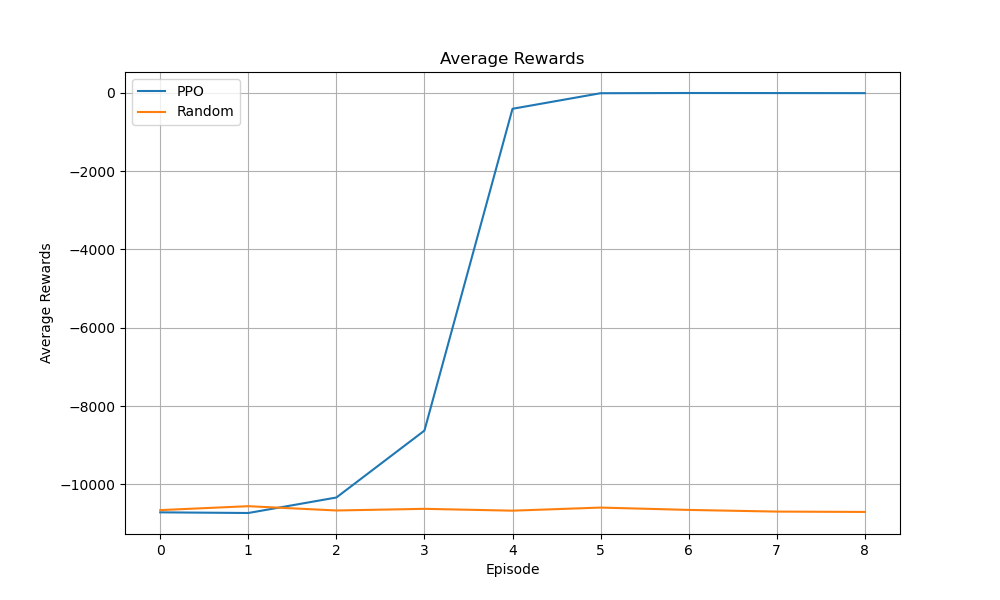 Average Rewards
PPO
Random
Average Rewards
0
−2000
−4000
−6000
−8000
−10000
0 1 2 3 4 5 6 7 8
Episode